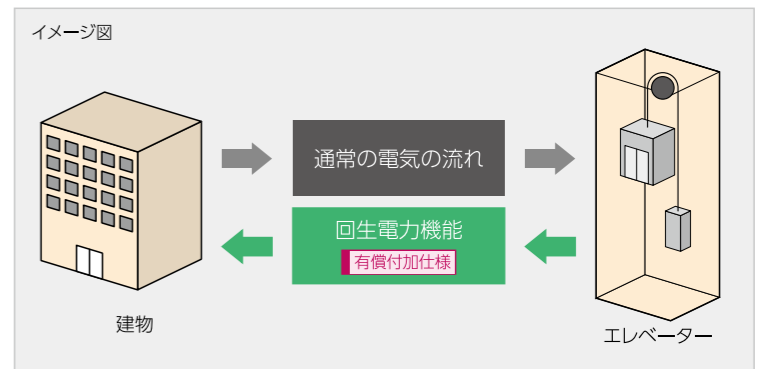 イメージ図
通常の電気の流れ
回生電力機能
有償付加仕様
建物
エレベーター